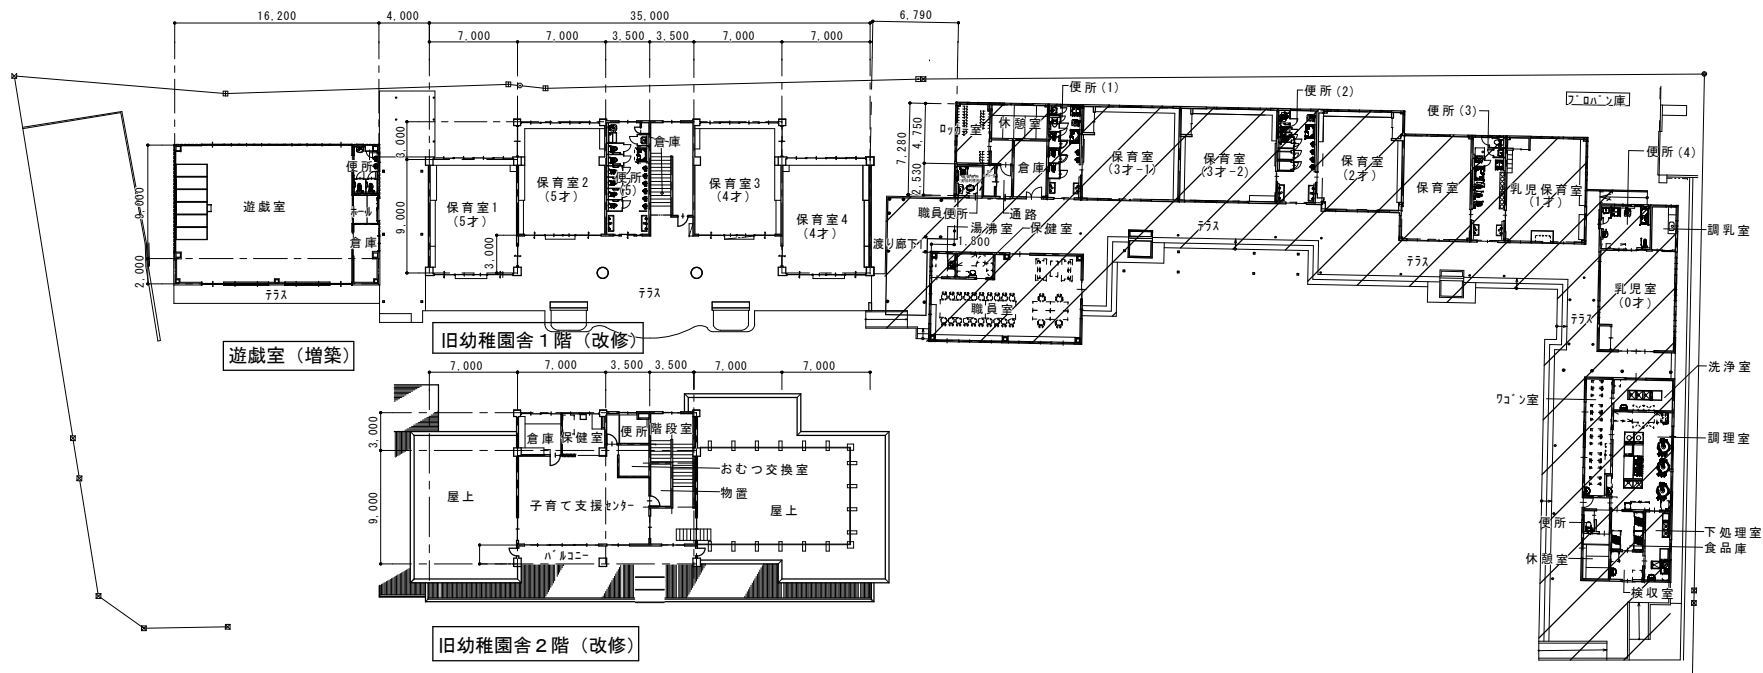 16,200
4,000
35,000
6,790
7,000
7,000
3,500
3,500
7,000
7,000
3,000
9,000
3,000
9,000
2,000
遊戯室
便所
ホール
倉庫
テラス
保育室1
(5才)
保育室2
(5才)
便所
(5)
倉庫
保育室3
(4才)
保育室4
(4才)
テラス
遊戯室（増築）
旧幼稚園舎１階（改修）
7,280
4,750
2,530
ロッカー室
休憩室
倉庫
便所(1)
保育室
(3才-1)
保育室
(3才-2)
便所(2)
保育室
(2才)
保育室
便所(3)
乳児保育室
(1才)
プロパン庫
便所(4)
調乳室
職員便所
通路
湯沸室
保健室
渡り廊下1
1,800
職員室
テラス
テラス
乳児室
(0才)
テラス
洗浄室
ワゴン室
調理室
便所
下処理室
食品庫
休憩室
検収室
7,000
7,000
3,500
3,500
7,000
7,000
3,000
9,000
倉庫
保健室
便所
階段室
おむつ交換室
物置
屋上
子育て支援センター
屋上
バルコニー
旧幼稚園舎２階（改修）